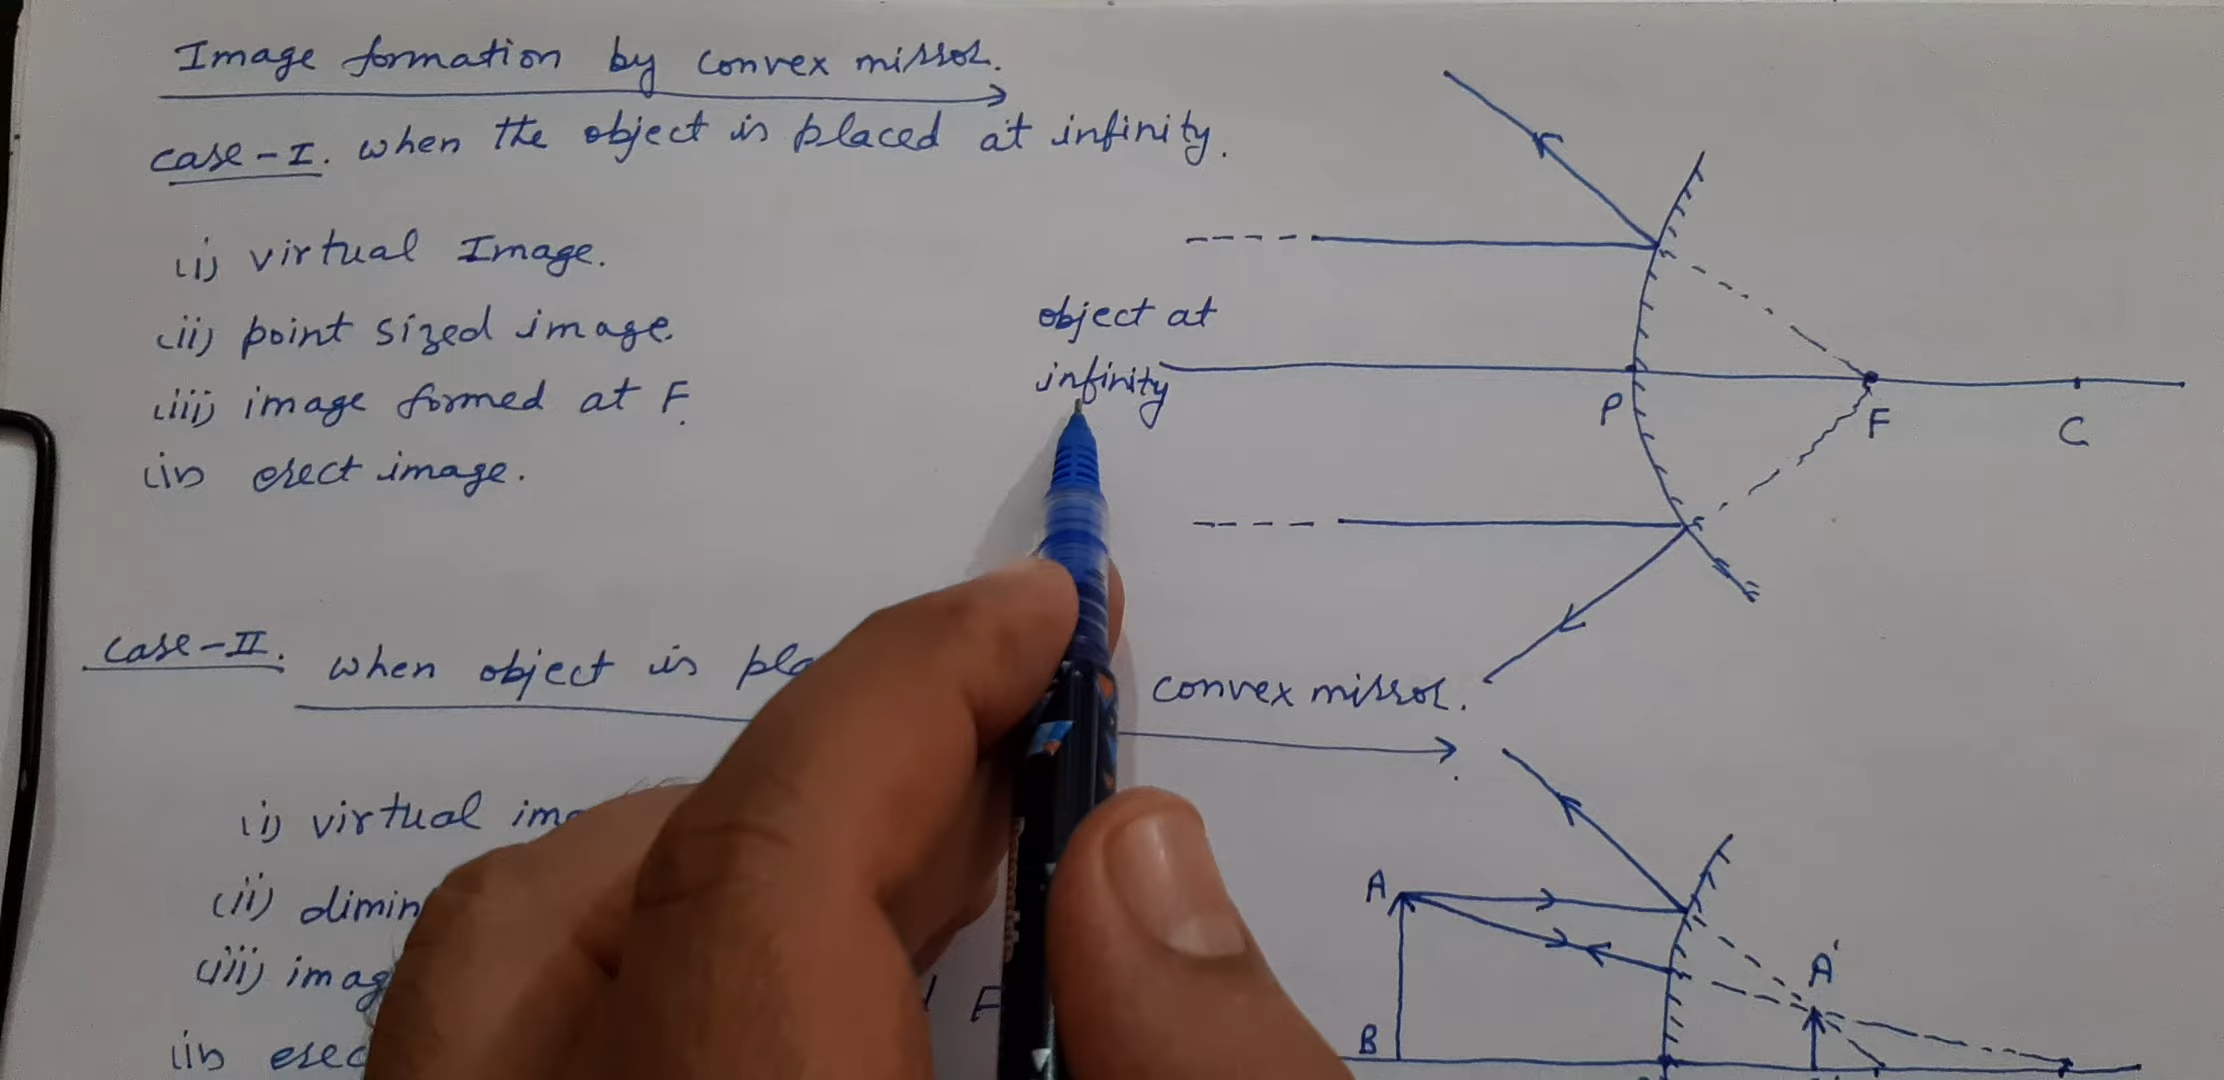 Image formation by convex mirror.
case-I. when the object is placed at infinity.
(i) virtual Image.
(ii) point sized image.
(iii) image formed at F.
(iv) erect image.
object at
infinity
P
F
C
case-II. when object is convex mirror.
(i) virtual
(ii)
(iii)
(iv)
F
A
B
A'